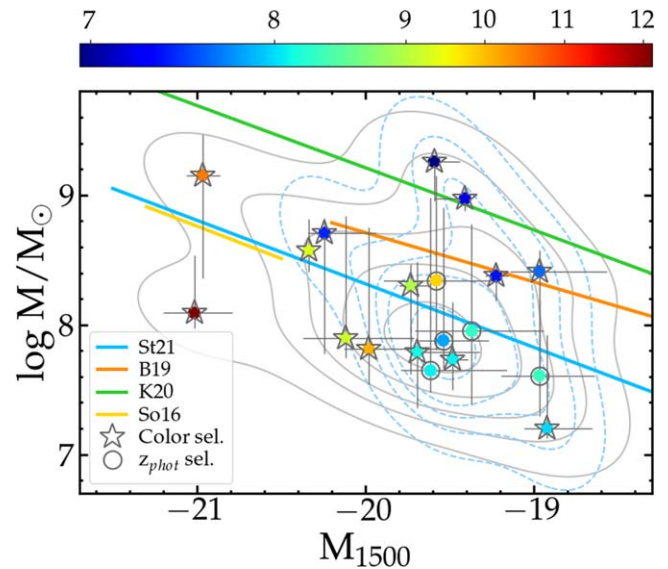 7 8 9 10 11 12
log M/M☉
9
8
7
St21
B19
K20
So16
Color sel.
z_phot sel.
−21 −20 −19
M_1500